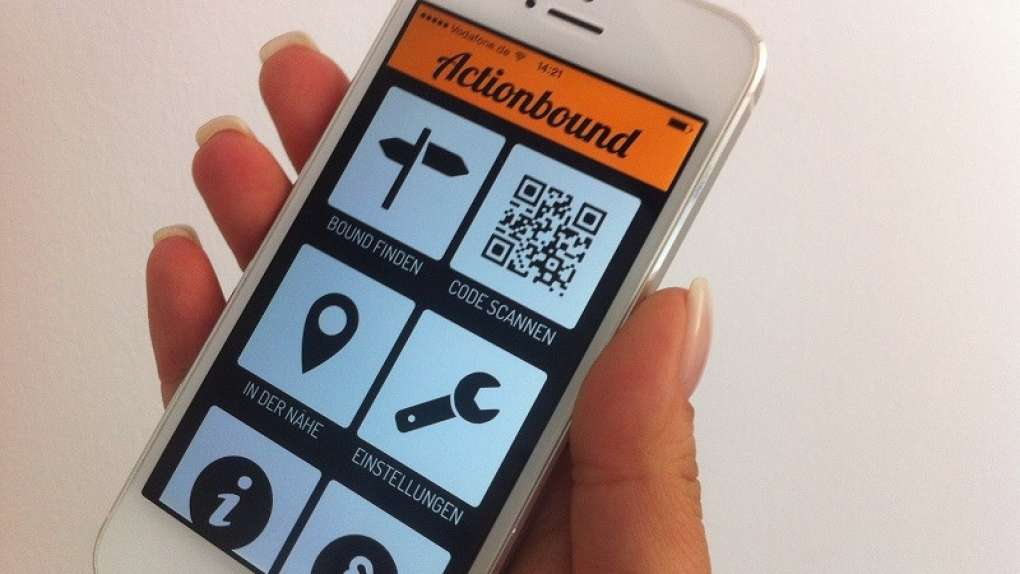 Vodafone.de 14:21
Actionbound
BOUND FINDEN
CODE SCANNEN
IN DER NÄHE
EINSTELLUNGEN
i